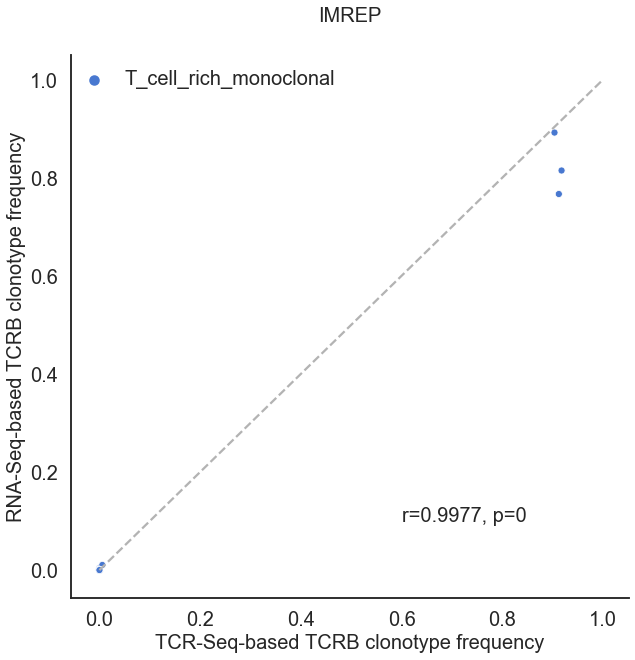 IMREP
T_cell_rich_monoclonal
RNA-Seq-based TCRB clonotype frequency
1.0
0.8
0.6
0.4
0.2
0.0
r=0.9977, p=0
0.0 0.2 0.4 0.6 0.8 1.0
TCR-Seq-based TCRB clonotype frequency